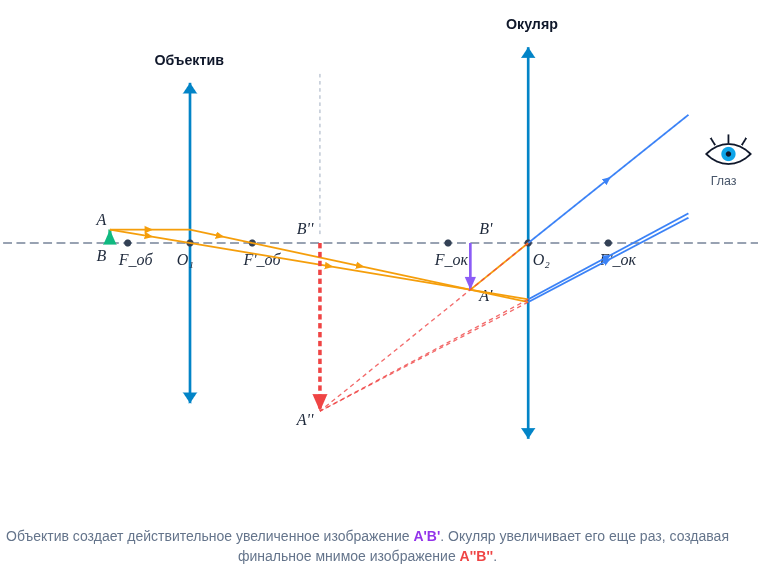 Окуляр
Объектив
Глаз
A
B'' B'
B F_об O₁ F'_об F_ок O₂ F'_ок
A'
A''
Объектив создает действительное увеличенное изображение A'B'. Окуляр увеличивает его еще раз, создавая
финальное мнимое изображение A''B''.